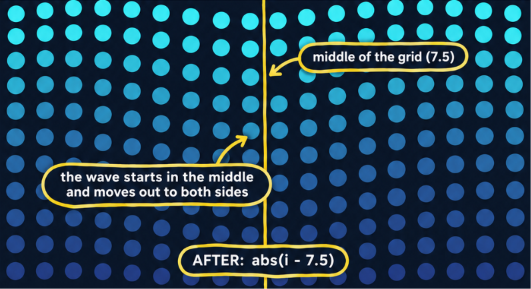 middle of the grid (7.5)
the wave starts in the middle
and moves out to both sides
AFTER: abs(i - 7.5)